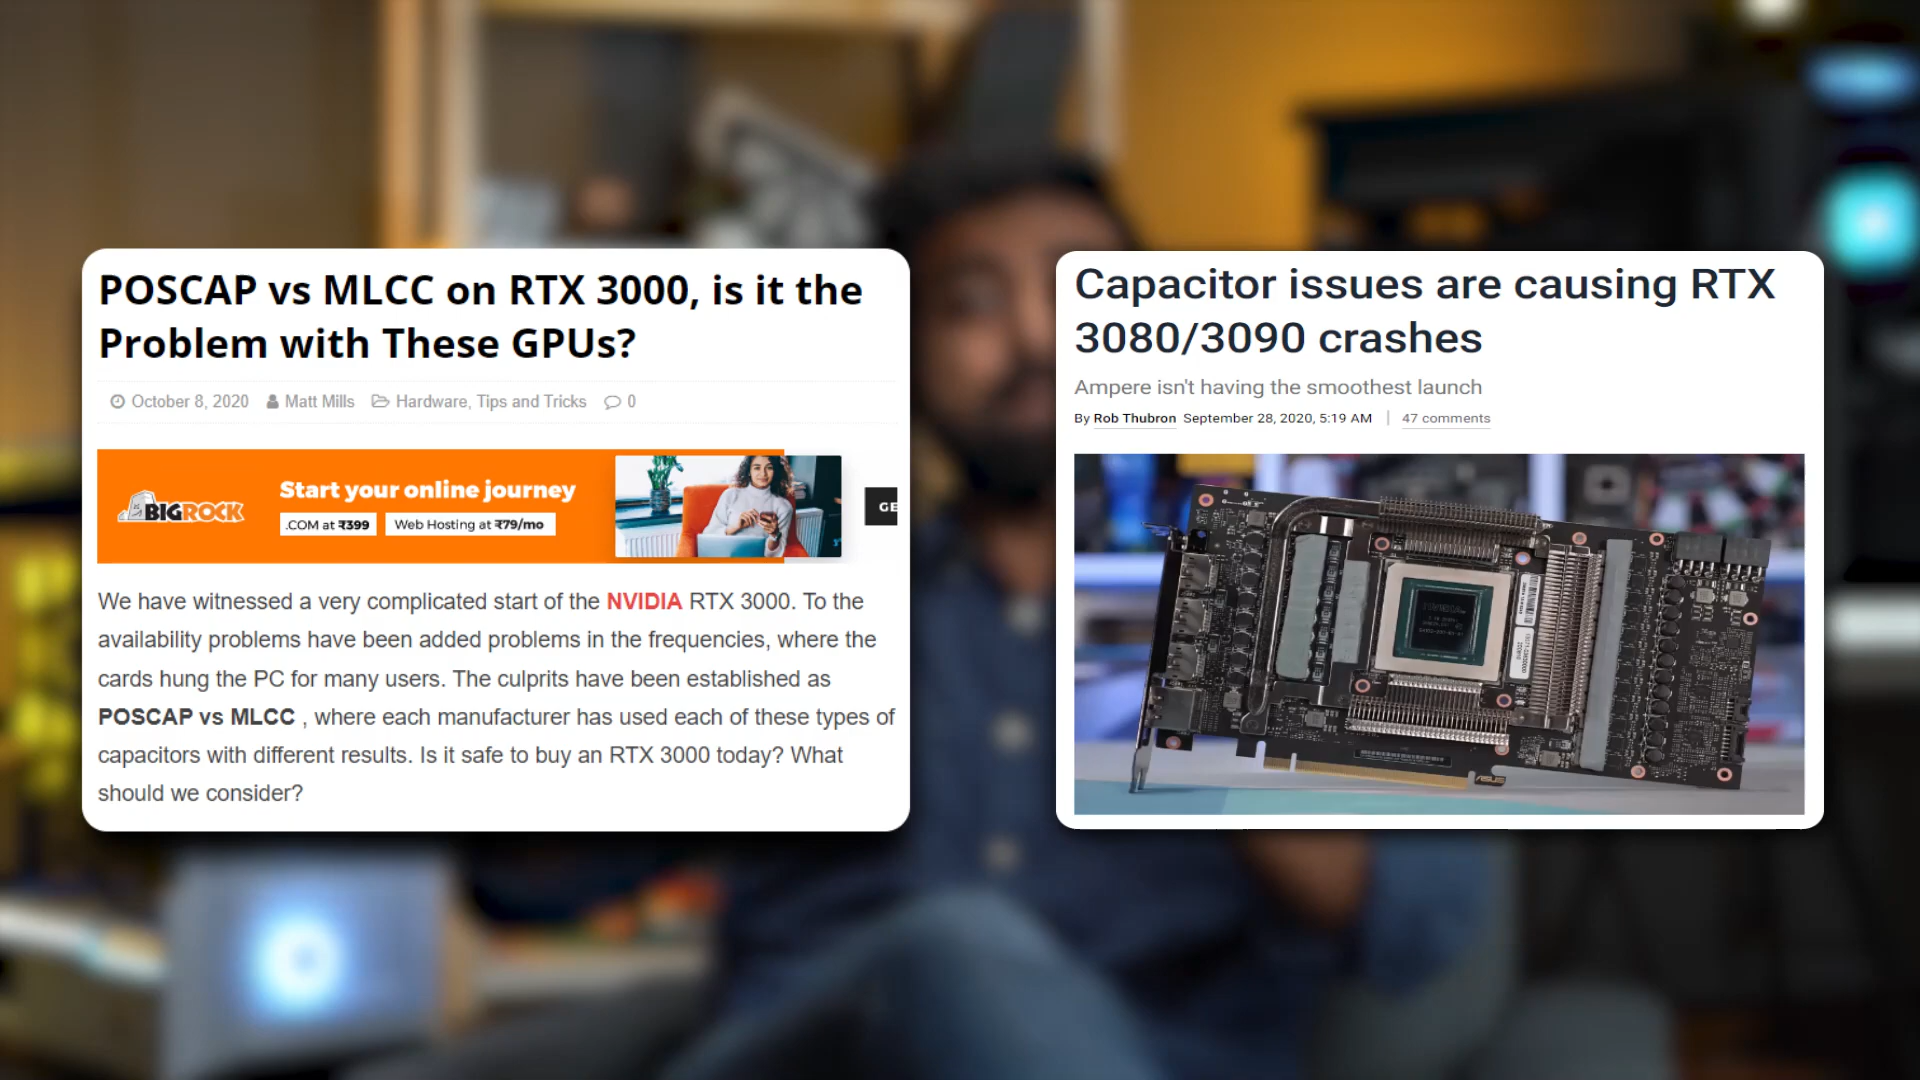 POSCAP vs MLCC on RTX 3000, is it the
Problem with These GPUs?
October 8, 2020 Matt Mills Hardware, Tips and Tricks 0
BIGROCK
Start your online journey
.COM at ₹399 Web Hosting at ₹79/mo
GE
We have witnessed a very complicated start of the NVIDIA RTX 3000. To the
availability problems have been added problems in the frequencies, where the
cards hung the PC for many users. The culprits have been established as
POSCAP vs MLCC , where each manufacturer has used each of these types of
capacitors with different results. Is it safe to buy an RTX 3000 today? What
should we consider?
Capacitor issues are causing RTX
3080/3090 crashes
Ampere isn't having the smoothest launch
By Rob Thubron September 28, 2020, 5:19 AM | 47 comments
ASUS